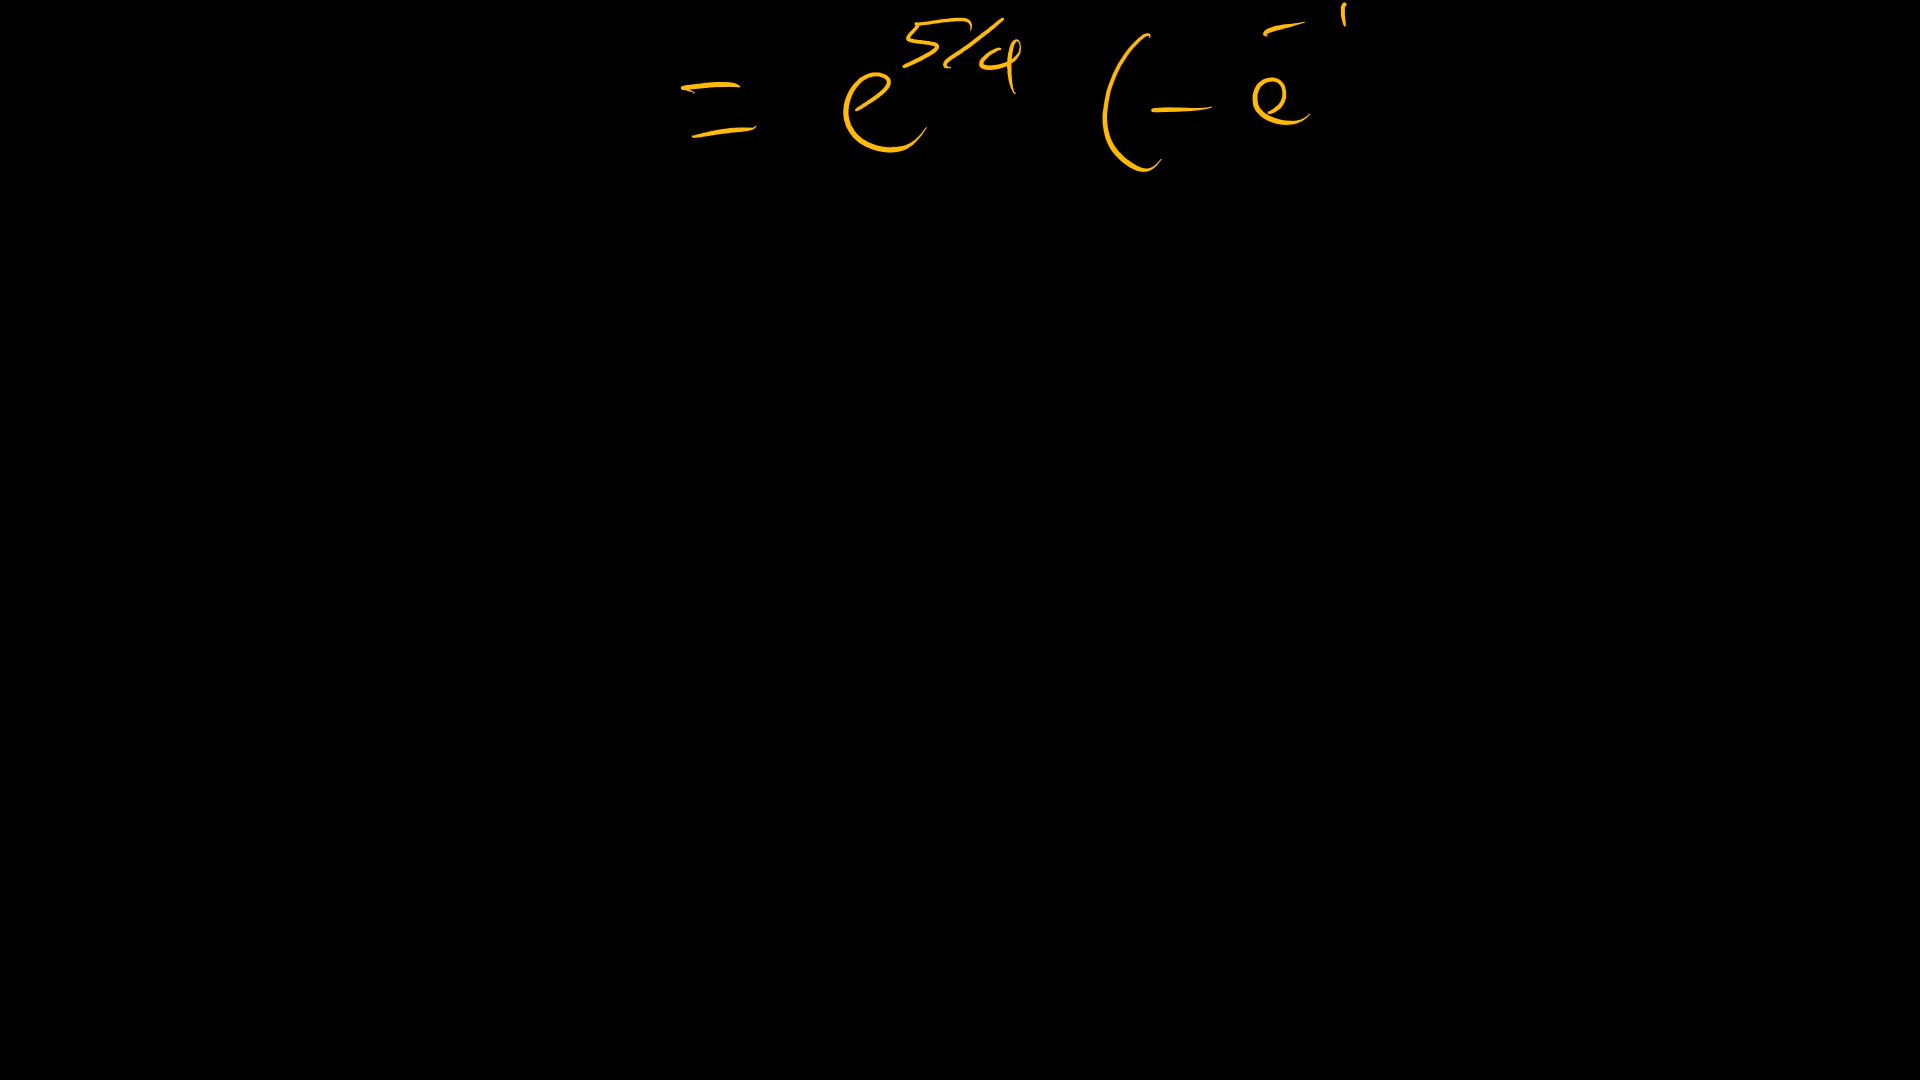 = e^{5/4} (- e^{-1